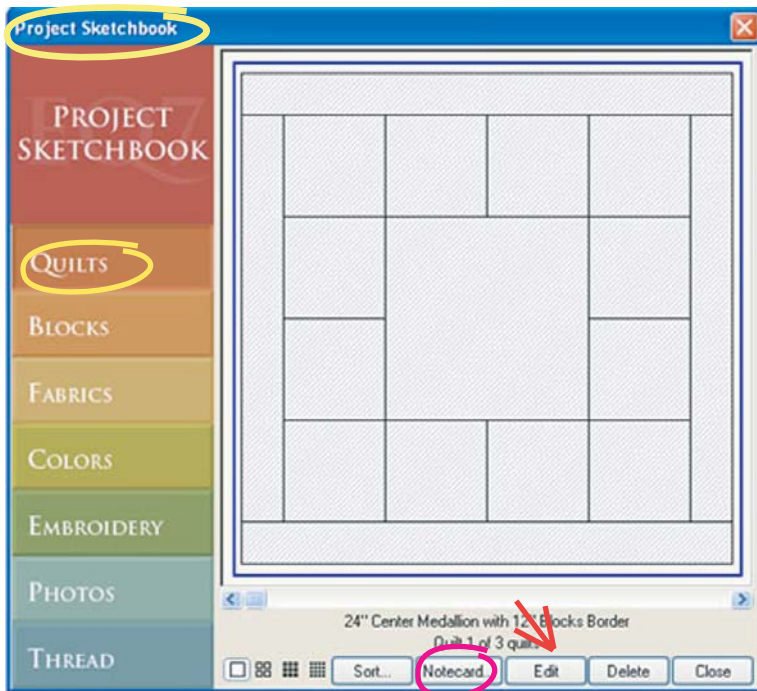 Project Sketchbook
PROJECT
SKETCHBOOK
EQ7
QUILTS
BLOCKS
FABRICS
COLORS
EMBROIDERY
PHOTOS
THREAD
24" Center Medallion with 12" Blocks Border
Quilt 1 of 3 quilts
Sort... Notecard... Edit Delete Close